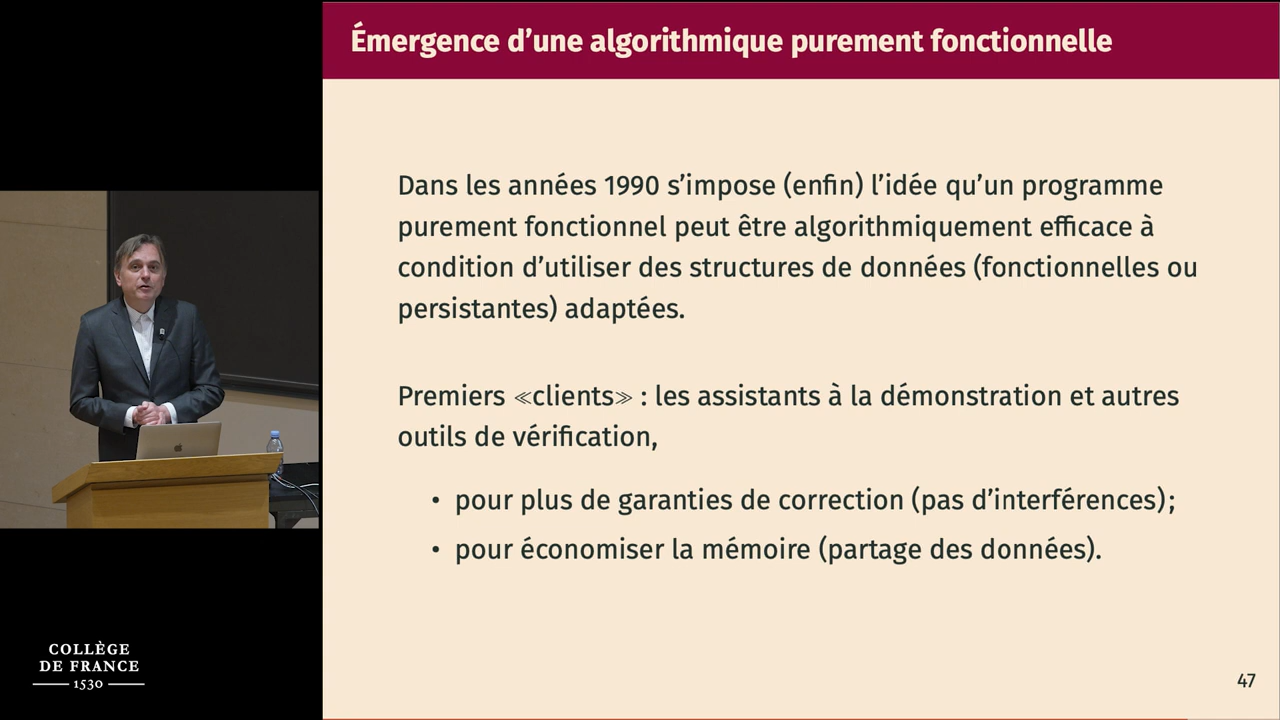 Émergence d’une algorithmique purement fonctionnelle
Dans les années 1990 s’impose (enfin) l’idée qu’un programme
purement fonctionnel peut être algorithmiquement efficace à
condition d’utiliser des structures de données (fonctionnelles ou
persistantes) adaptées.
Premiers ≪clients≫ : les assistants à la démonstration et autres
outils de vérification,
• pour plus de garanties de correction (pas d’interférences);
• pour économiser la mémoire (partage des données).
47
COLLÈGE
DE FRANCE
1530